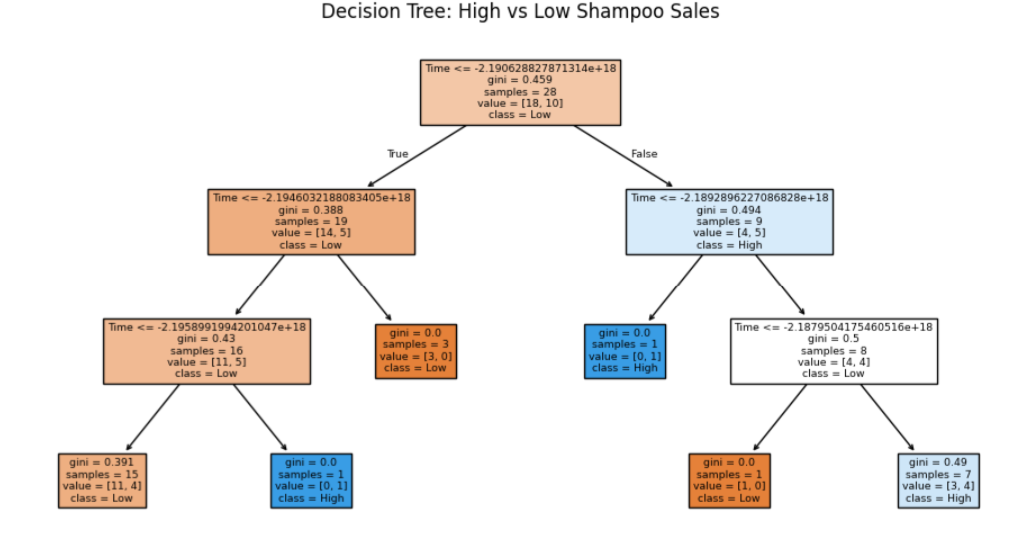 Decision Tree: High vs Low Shampoo Sales
Time <= -2.190628827871314e+18
gini = 0.459
samples = 28
value = [18, 10]
class = Low
True
False
Time <= -2.1946032188083405e+18
gini = 0.388
samples = 19
value = [14, 5]
class = Low
Time <= -2.1892896227086828e+18
gini = 0.494
samples = 9
value = [4, 5]
class = High
Time <= -2.1958991994201047e+18
gini = 0.43
samples = 16
value = [11, 5]
class = Low
gini = 0.0
samples = 3
value = [3, 0]
class = Low
gini = 0.0
samples = 1
value = [0, 1]
class = High
Time <= -2.1879504175460516e+18
gini = 0.5
samples = 8
value = [4, 4]
class = Low
gini = 0.391
samples = 15
value = [11, 4]
class = Low
gini = 0.0
samples = 1
value = [0, 1]
class = High
gini = 0.0
samples = 1
value = [1, 0]
class = Low
gini = 0.49
samples = 7
value = [3, 4]
class = High